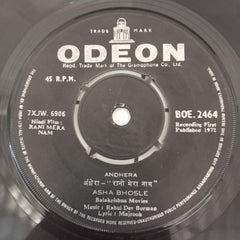 TRADE MARK
ODEON
Regd. Trade Mark of The Gramophone Co. Ltd.
45 R.P.M.
7XJW. 6906
Hindi Film:
RANI MERA
NAM
BOE. 2464
Recording First
Published 1972
ANDHERA
अंधेरा-"रानी मेरा नाम"
ASHA BHOSLE
Balakrishna Movies
Music: Rahul Dev Burman
Lyric: Majrooh